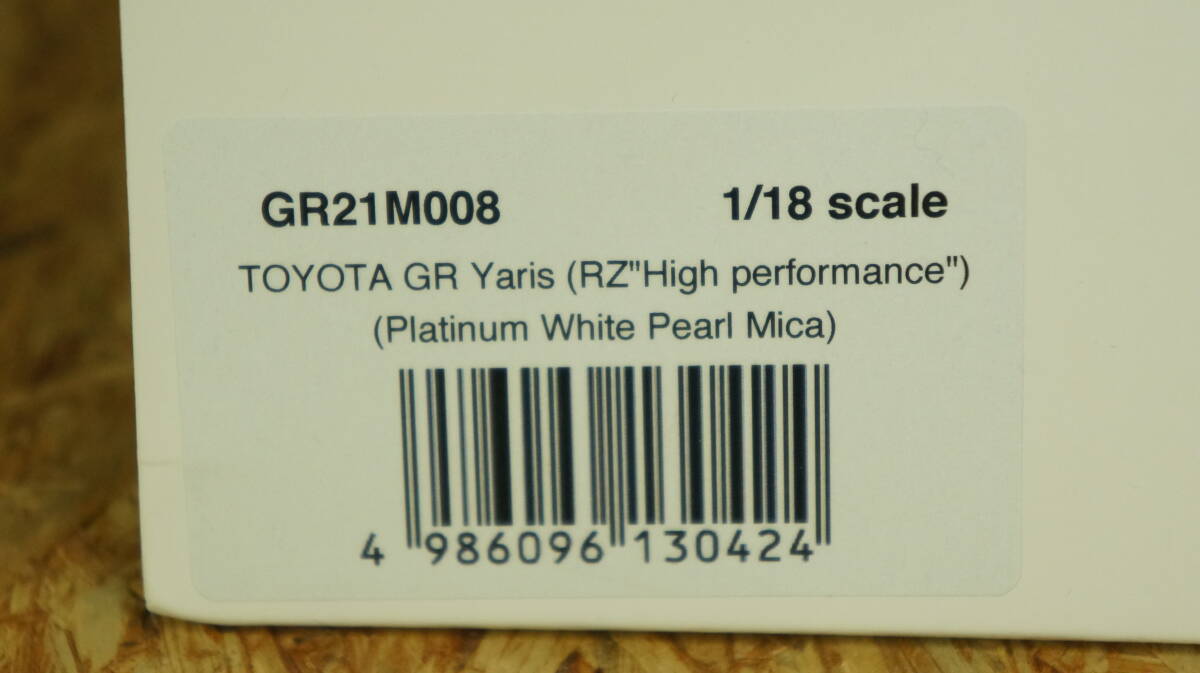 GR21M008 1/18 scale
TOYOTA GR Yaris (RZ"High performance")
(Platinum White Pearl Mica)
4 986096 130424